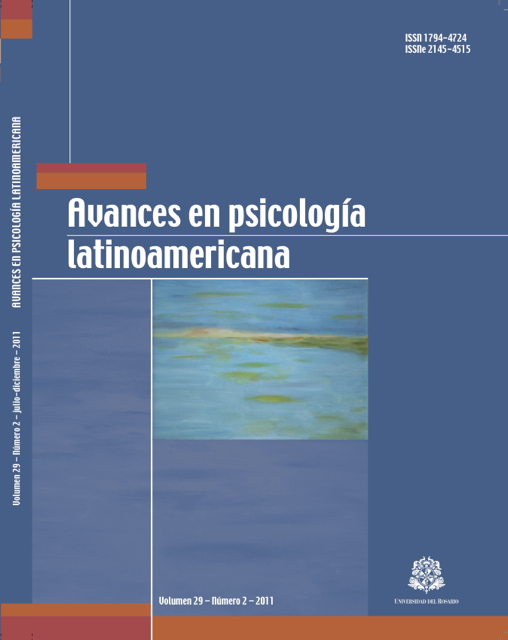 ISSN 1794-4724
ISSNe 2145-4515
Avances en psicología
latinoamericana
AVANCES EN PSICOLOGÍA LATINOAMERICANA
Volumen 29 – Número 2 – julio-diciembre – 2011
Volumen 29 – Número 2 – 2011
UNIVERSIDAD DEL ROSARIO